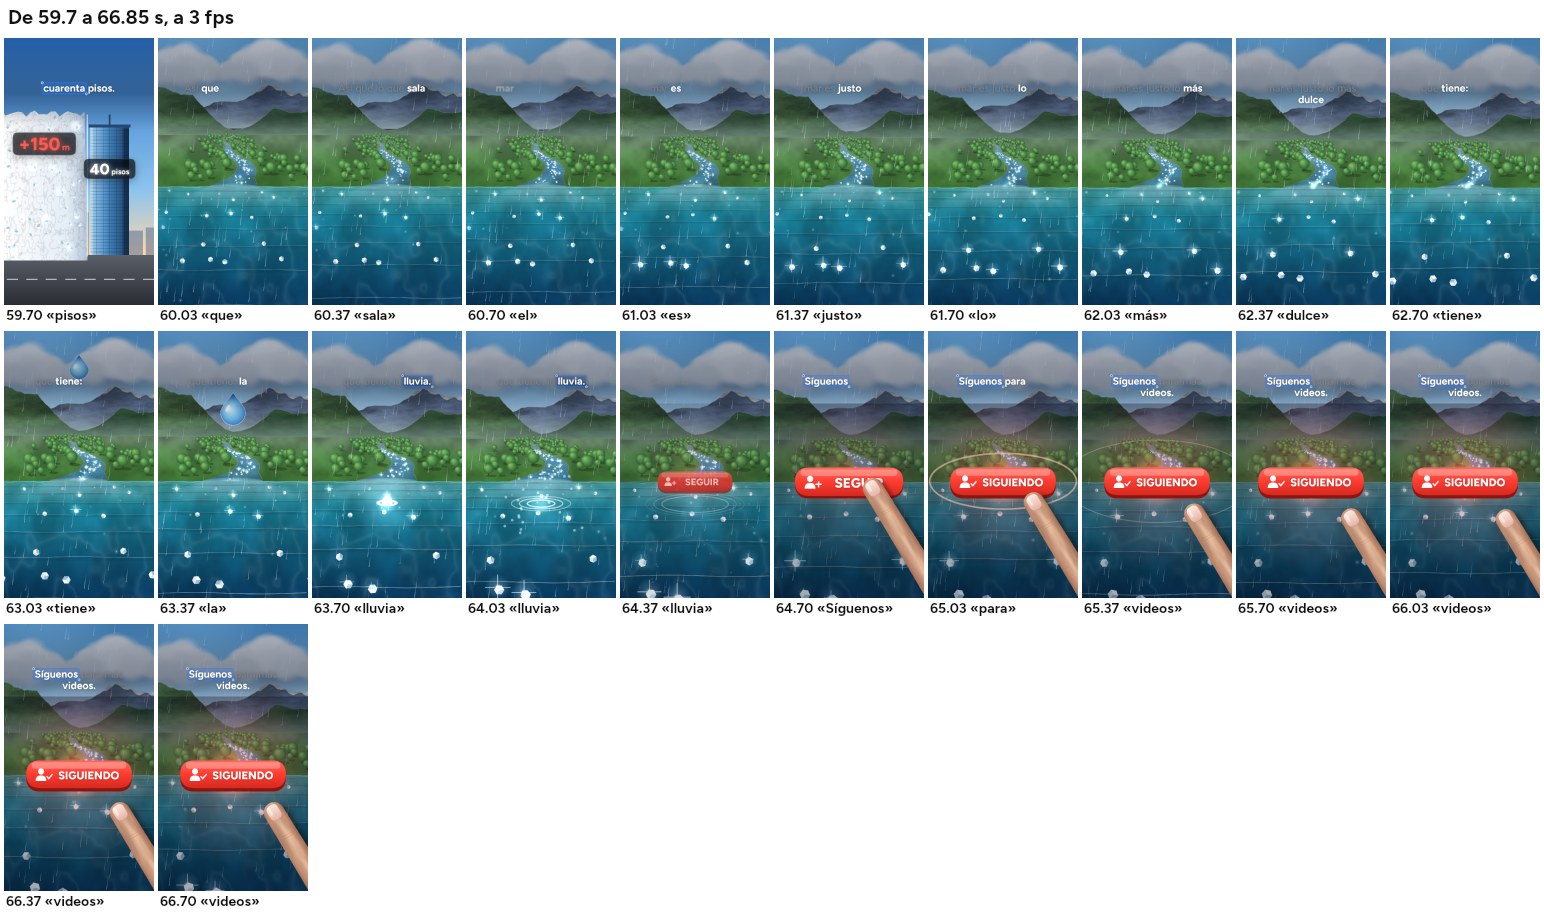 De 59.7 a 66.85 s, a 3 fps
cuarenta pisos.
+150 m
40 pisos
que
sala
mar
es
justo
lo
más
dulce
tiene:
59.70 «pisos»
60.03 «que»
60.37 «sala»
60.70 «el»
61.03 «es»
61.37 «justo»
61.70 «lo»
62.03 «más»
62.37 «dulce»
62.70 «tiene»
tiene:
la
lluvia.
lluvia.
SEGUIR
Síguenos
SEGUIR
Síguenos para
SIGUIENDO
Síguenos
videos.
SIGUIENDO
Síguenos
videos.
SIGUIENDO
Síguenos
videos.
SIGUIENDO
63.03 «tiene»
63.37 «la»
63.70 «lluvia»
64.03 «lluvia»
64.37 «lluvia»
64.70 «Síguenos»
65.03 «para»
65.37 «videos»
65.70 «videos»
66.03 «videos»
Síguenos
videos.
SIGUIENDO
Síguenos
videos.
SIGUIENDO
66.37 «videos»
66.70 «videos»